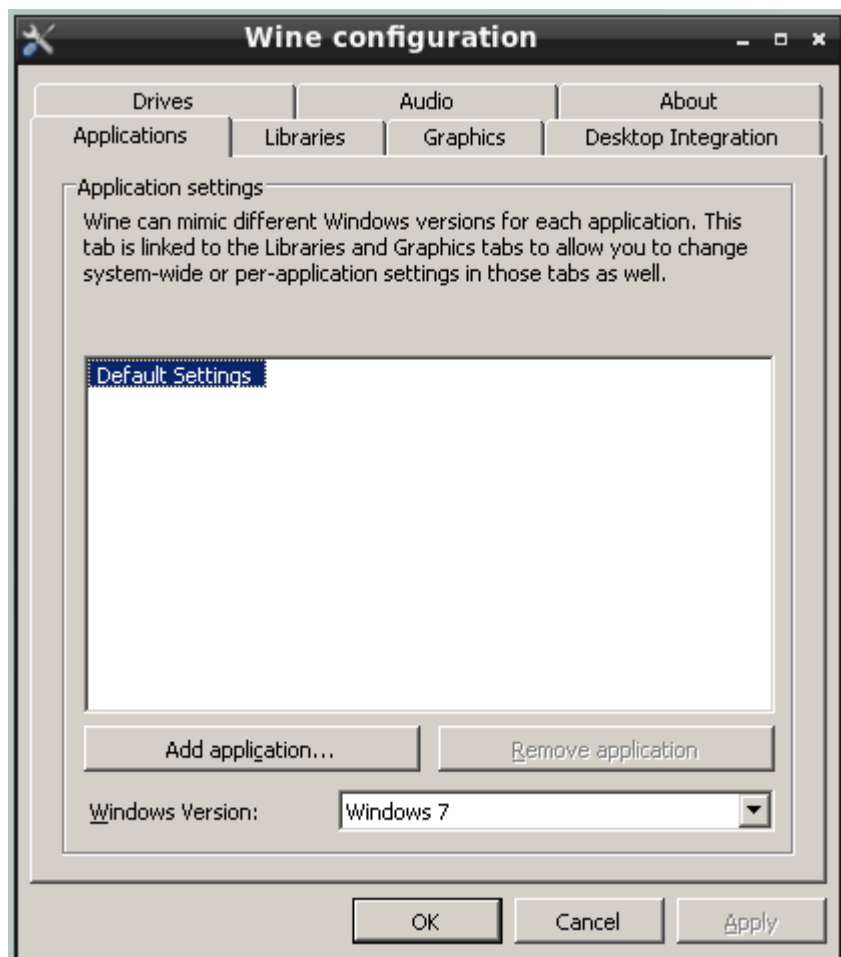 Wine configuration
Drives
Audio
About
Applications
Libraries
Graphics
Desktop Integration
Application settings
Wine can mimic different Windows versions for each application. This
tab is linked to the Libraries and Graphics tabs to allow you to change
system-wide or per-application settings in those tabs as well.
Default Settings
Add application...
Remove application
Windows Version:
Windows 7
OK
Cancel
Apply